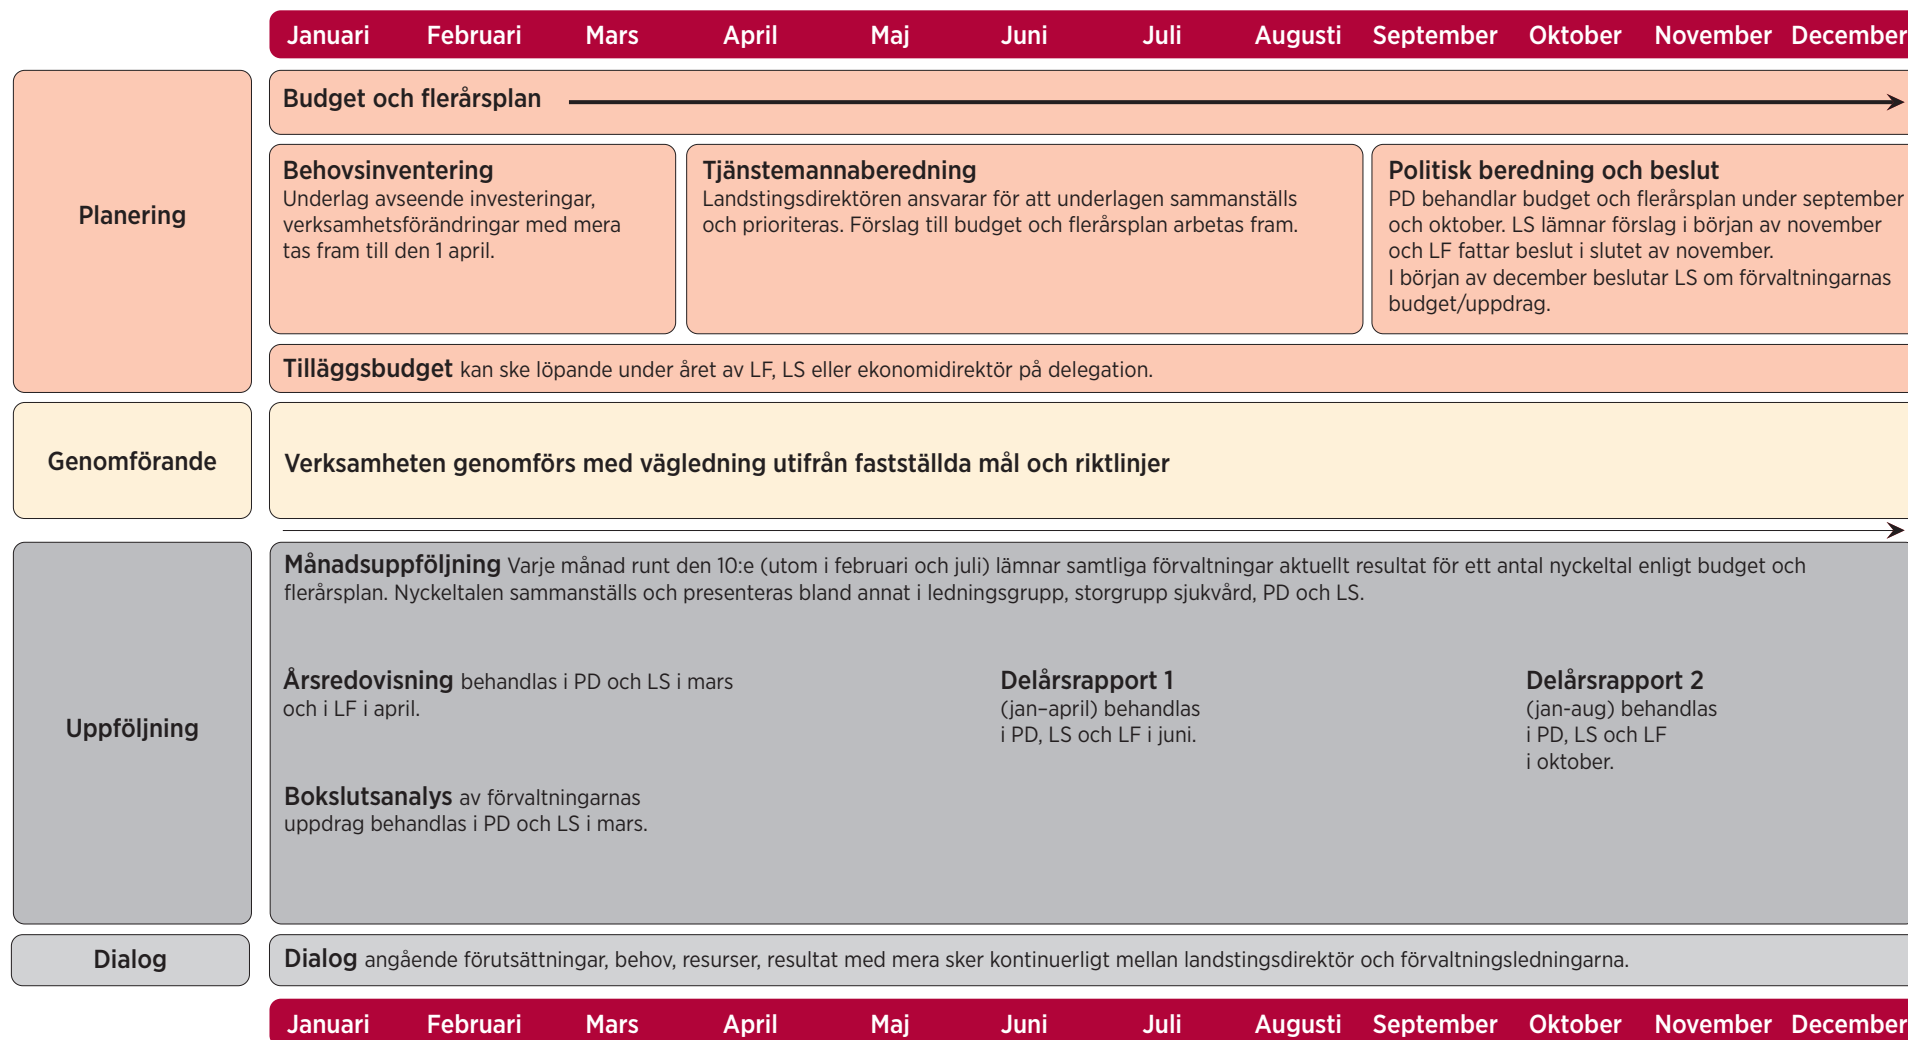 Januari Februari Mars April Maj Juni Juli Augusti September Oktober November December
Planering
Budget och flerårsplan
Behovsinventering
Underlag avseende investeringar,
verksamhetsförändringar med mera
tas fram till den 1 april.
Tjänstemannaberedning
Landstingsdirektören ansvarar för att underlagen sammanställs
och prioriteras. Förslag till budget och flerårsplan arbetas fram.
Politisk beredning och beslut
PD behandlar budget och flerårsplan under september
och oktober. LS lämnar förslag i början av november
och LF fattar beslut i slutet av november.
I början av december beslutar LS om förvaltningarnas
budget/uppdrag.
Tilläggsbudget kan ske löpande under året av LF, LS eller ekonomidirektör på delegation.
Genomförande
Verksamheten genomförs med vägledning utifrån fastställda mål och riktlinjer
Uppföljning
Månadsuppföljning Varje månad runt den 10:e (utom i februari och juli) lämnar samtliga förvaltningar aktuellt resultat för ett antal nyckeltal enligt budget och
flerårsplan. Nyckeltalen sammanställs och presenteras bland annat i ledningsgrupp, storgrupp sjukvård, PD och LS.
Årsredovisning behandlas i PD och LS i mars
och i LF i april.
Bokslutsanalys av förvaltningarnas
uppdrag behandlas i PD och LS i mars.
Delårsrapport 1
(jan–april) behandlas
i PD, LS och LF i juni.
Delårsrapport 2
(jan-aug) behandlas
i PD, LS och LF
i oktober.
Dialog
Dialog angående förutsättningar, behov, resurser, resultat med mera sker kontinuerligt mellan landstingsdirektör och förvaltningsledningarna.
Januari Februari Mars April Maj Juni Juli Augusti September Oktober November December